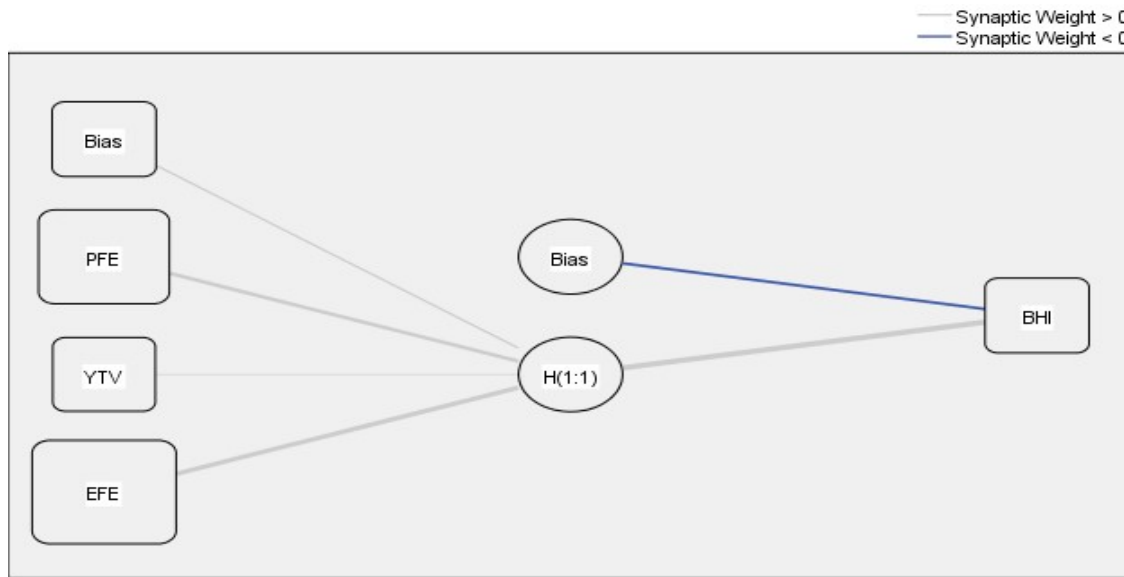 Synaptic Weight > 0
Synaptic Weight < 0
Bias
PFE
Bias
BHI
YTV
H(1:1)
EFE